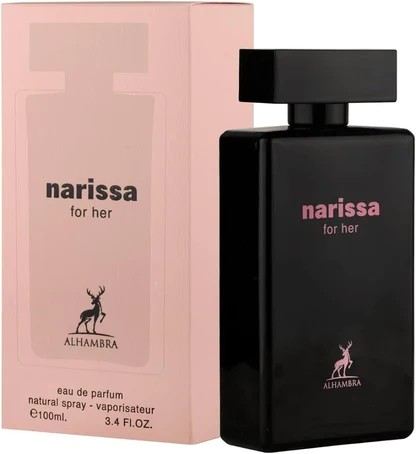 narissa
for her
ALHAMBRA
eau de parfum
natural spray - vaporisateur
℮100ml. 3.4 Fl.OZ.
narissa
for her
ALHAMBRA